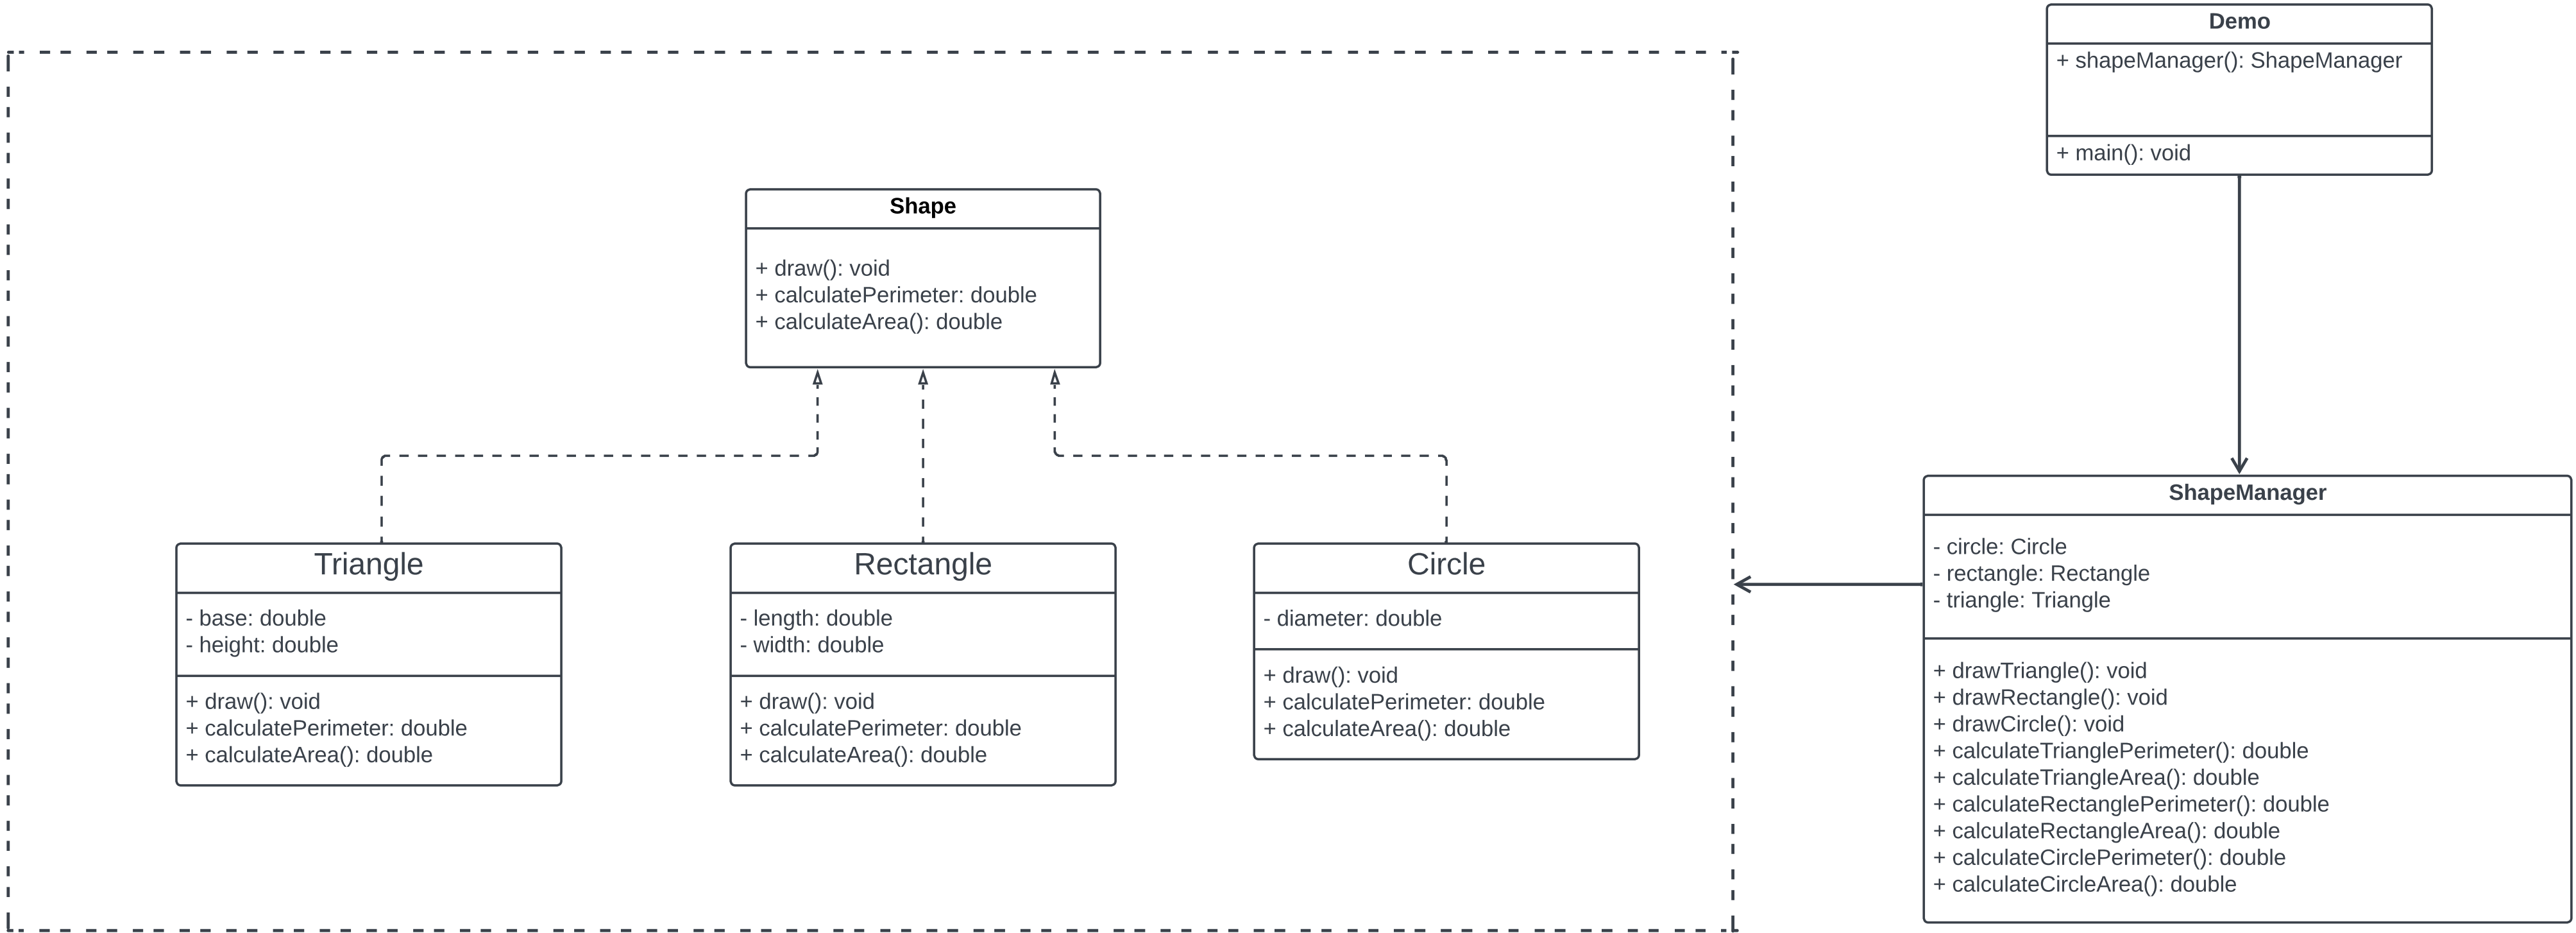 Demo
+ shapeManager(): ShapeManager
+ main(): void
Shape
+ draw(): void
+ calculatePerimeter: double
+ calculateArea(): double
Triangle
- base: double
- height: double
+ draw(): void
+ calculatePerimeter: double
+ calculateArea(): double
Rectangle
- length: double
- width: double
+ draw(): void
+ calculatePerimeter: double
+ calculateArea(): double
Circle
- diameter: double
+ draw(): void
+ calculatePerimeter: double
+ calculateArea(): double
ShapeManager
- circle: Circle
- rectangle: Rectangle
- triangle: Triangle
+ drawTriangle(): void
+ drawRectangle(): void
+ drawCircle(): void
+ calculateTrianglePerimeter(): double
+ calculateTriangleArea(): double
+ calculateRectanglePerimeter(): double
+ calculateRectangleArea(): double
+ calculateCirclePerimeter(): double
+ calculateCircleArea(): double